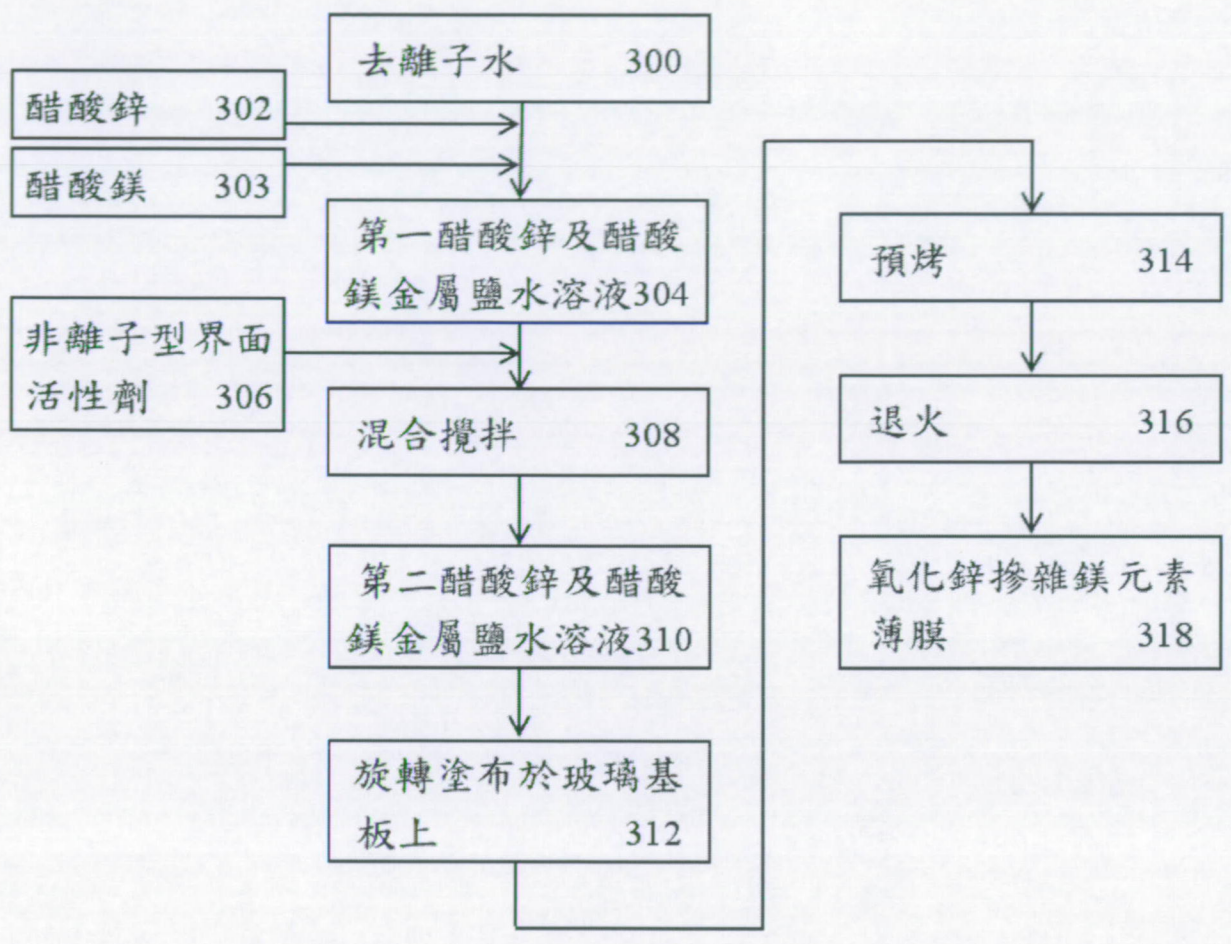 去離子水 300
醋酸鋅 302
醋酸鎂 303
第一醋酸鋅及醋酸
鎂金屬鹽水溶液304
非離子型界面
活性劑 306
混合攪拌 308
第二醋酸鋅及醋酸
鎂金屬鹽水溶液310
旋轉塗布於玻璃基
板上 312
預烤 314
退火 316
氧化鋅摻雜鎂元素
薄膜 318